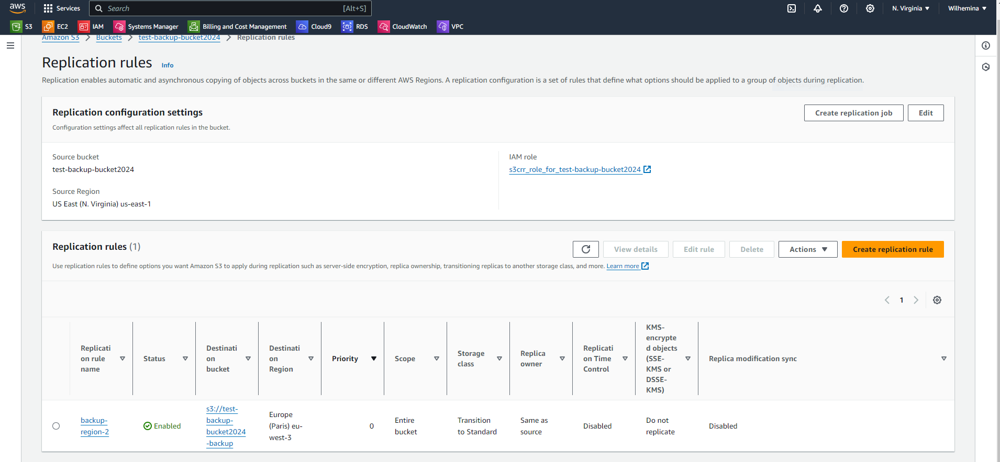 aws
Services
Search
[Alt+S]
N. Virginia
Wilhemina
S3
EC2
IAM
Systems Manager
Billing and Cost Management
Cloud9
RDS
CloudWatch
VPC
Amazon S3
Buckets
test-backup-bucket2024
Replication rules
Replication rules
Info
Replication enables automatic and asynchronous copying of objects across buckets in the same or different AWS Regions. A replication configuration is a set of rules that define what options should be applied to a group of objects during replication.
Replication configuration settings
Configuration settings affect all replication rules in the bucket.
Create replication job
Edit
Source bucket
test-backup-bucket2024
Source Region
US East (N. Virginia) us-east-1
IAM role
s3crr_role_for_test-backup-bucket2024
Replication rules (1)
View details
Edit rule
Delete
Actions
Create replication rule
Use replication rules to define options you want Amazon S3 to apply during replication such as server-side encryption, replica ownership, transitioning replicas to another storage class, and more. Learn more
1
Replicati
on rule
name
Status
Destinati
on
bucket
Destinati
on
Region
Priority
Scope
Storage
class
Replica
owner
Replicati
on Time
Control
KMS-
encrypte
d objects
(SSE-
KMS or
DSSE-
KMS)
Replica modification sync
backup-
region-2
Enabled
s3://test-
backup-
bucket2024
-backup
Europe
(Paris) eu-
west-3
0
Entire
bucket
Transition
to Standard
Same as
source
Disabled
Do not
replicate
Disabled